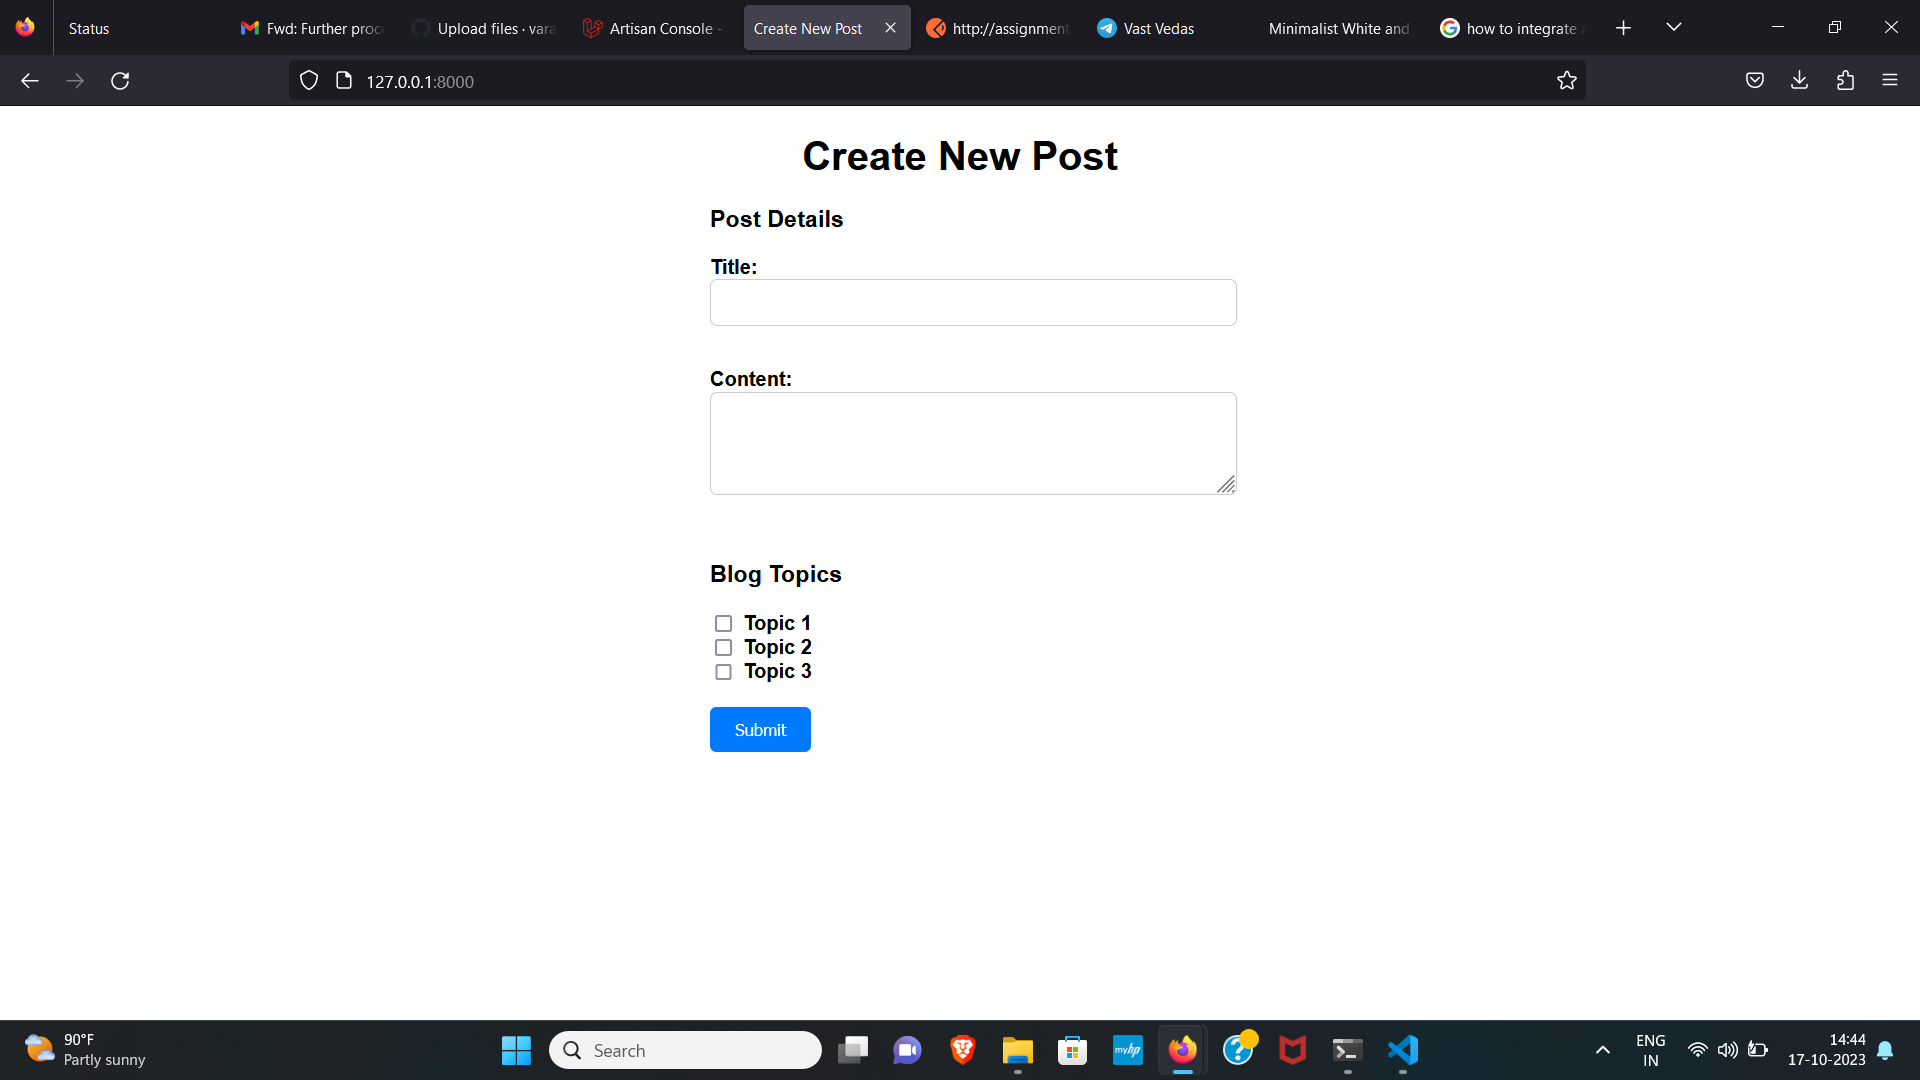 Status
Fwd: Further proc
Upload files · vara
Artisan Console -
Create New Post
http://assignment
Vast Vedas
Minimalist White and
how to integrate a
127.0.0.1:8000
Create New Post
Post Details
Title:
Content:
Blog Topics
Topic 1
Topic 2
Topic 3
Submit
90°F
Partly sunny
Search
myhp
ENG
IN
14:44
17-10-2023